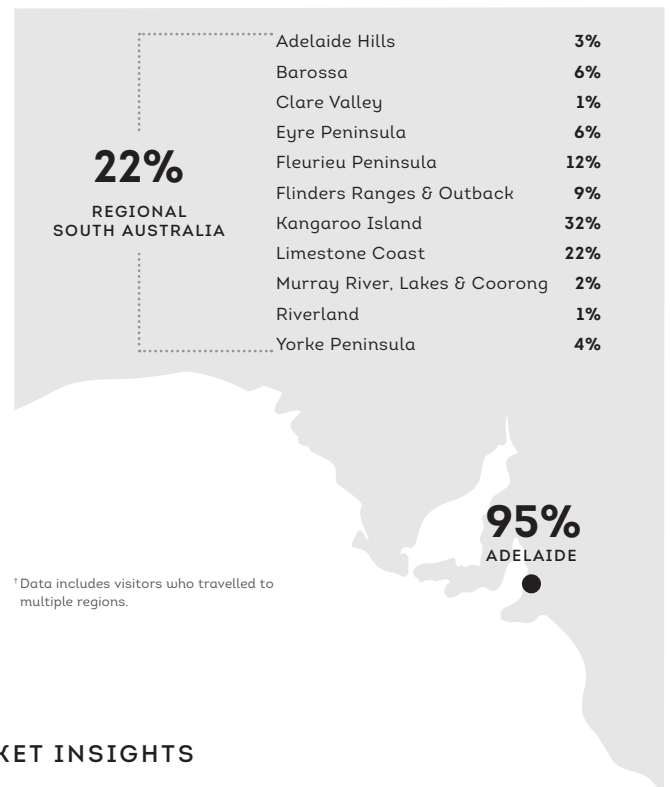 Adelaide Hills 3%
Barossa 6%
Clare Valley 1%
Eyre Peninsula 6%
Fleurieu Peninsula 12%
Flinders Ranges & Outback 9%
Kangaroo Island 32%
Limestone Coast 22%
Murray River, Lakes & Coorong 2%
Riverland 1%
Yorke Peninsula 4%
22%
REGIONAL
SOUTH AUSTRALIA
95%
ADELAIDE
†Data includes visitors who travelled to
multiple regions.
INSIGHTS